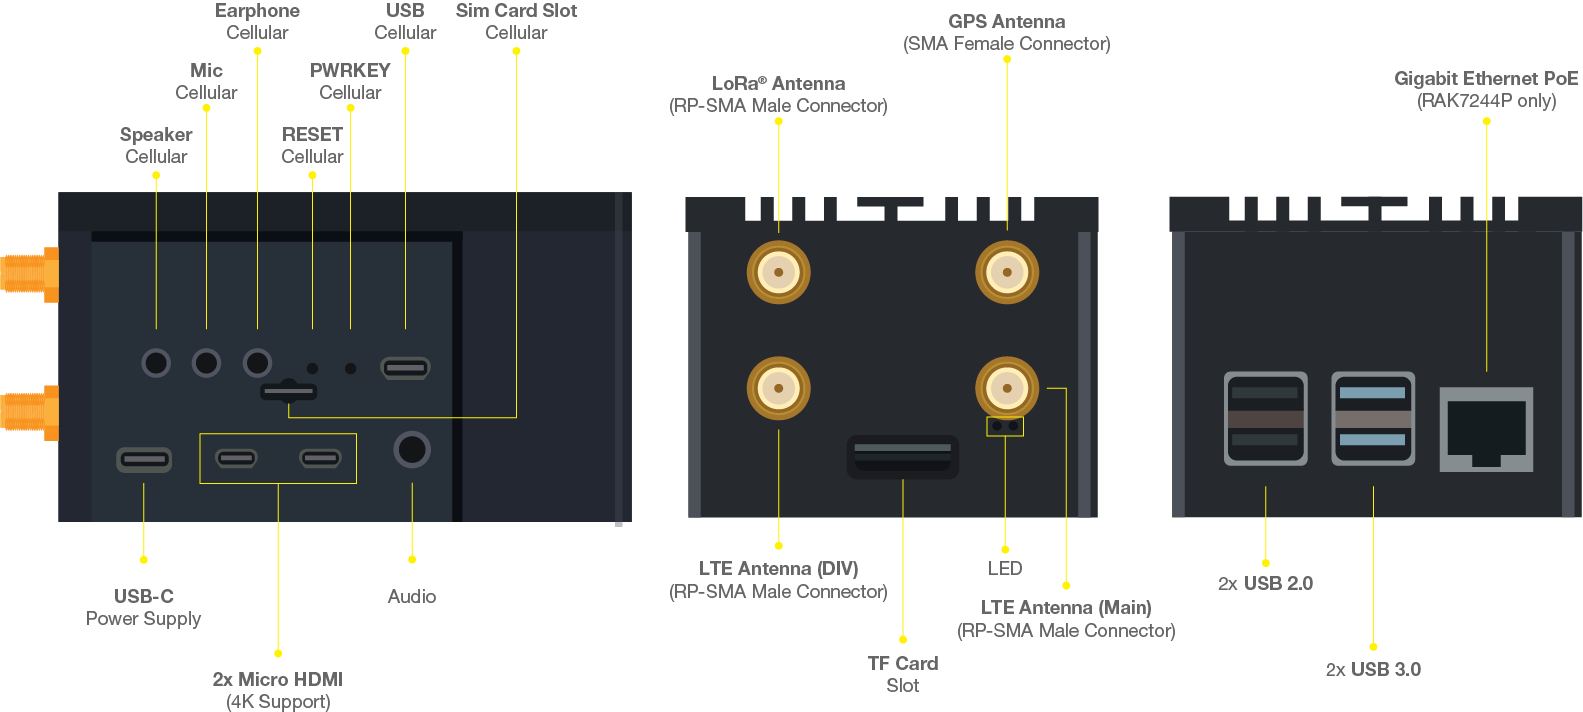 Earphone
Cellular
USB
Cellular
Sim Card Slot
Cellular
Mic
Cellular
PWRKEY
Cellular
Speaker
Cellular
RESET
Cellular
USB-C
Power Supply
2x Micro HDMI
(4K Support)
Audio
GPS Antenna
(SMA Female Connector)
LoRa® Antenna
(RP-SMA Male Connector)
LTE Antenna (DIV)
(RP-SMA Male Connector)
LED
LTE Antenna (Main)
(RP-SMA Male Connector)
TF Card
Slot
Gigabit Ethernet PoE
(RAK7244P only)
2x USB 2.0
2x USB 3.0